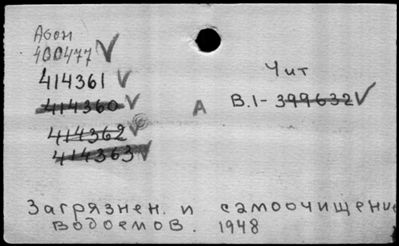 Абон
400477
414361
414360
414362
414363
А
Чит
В.1-399632
Загрязнен. и самоочищение
водоемов. 1948